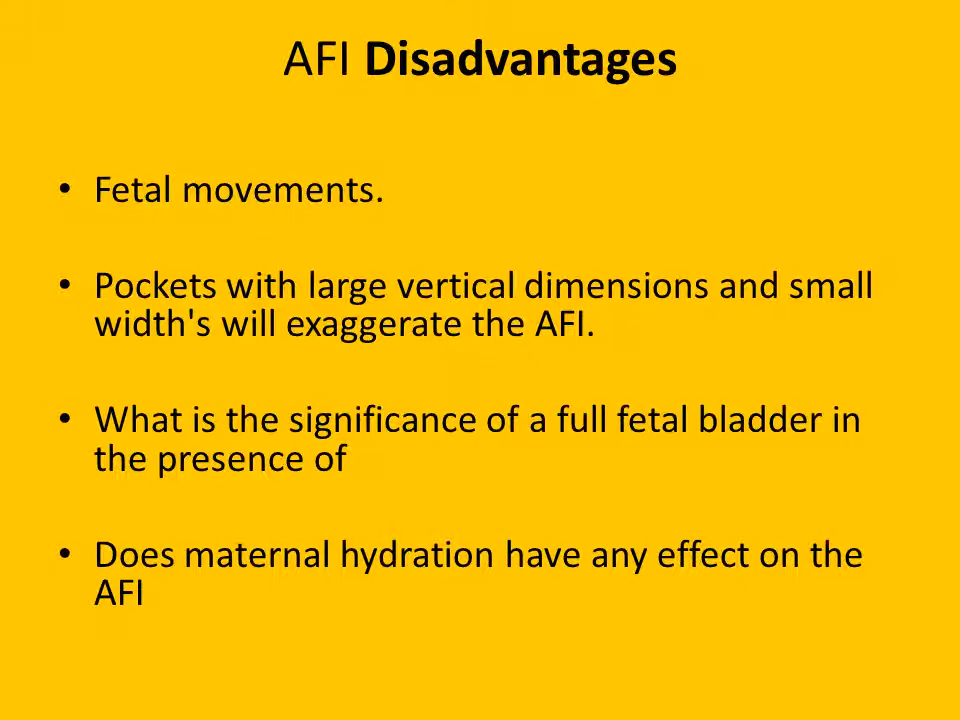 AFI Disadvantages
• Fetal movements.
• Pockets with large vertical dimensions and small
width's will exaggerate the AFI.
• What is the significance of a full fetal bladder in
the presence of
• Does maternal hydration have any effect on the
AFI